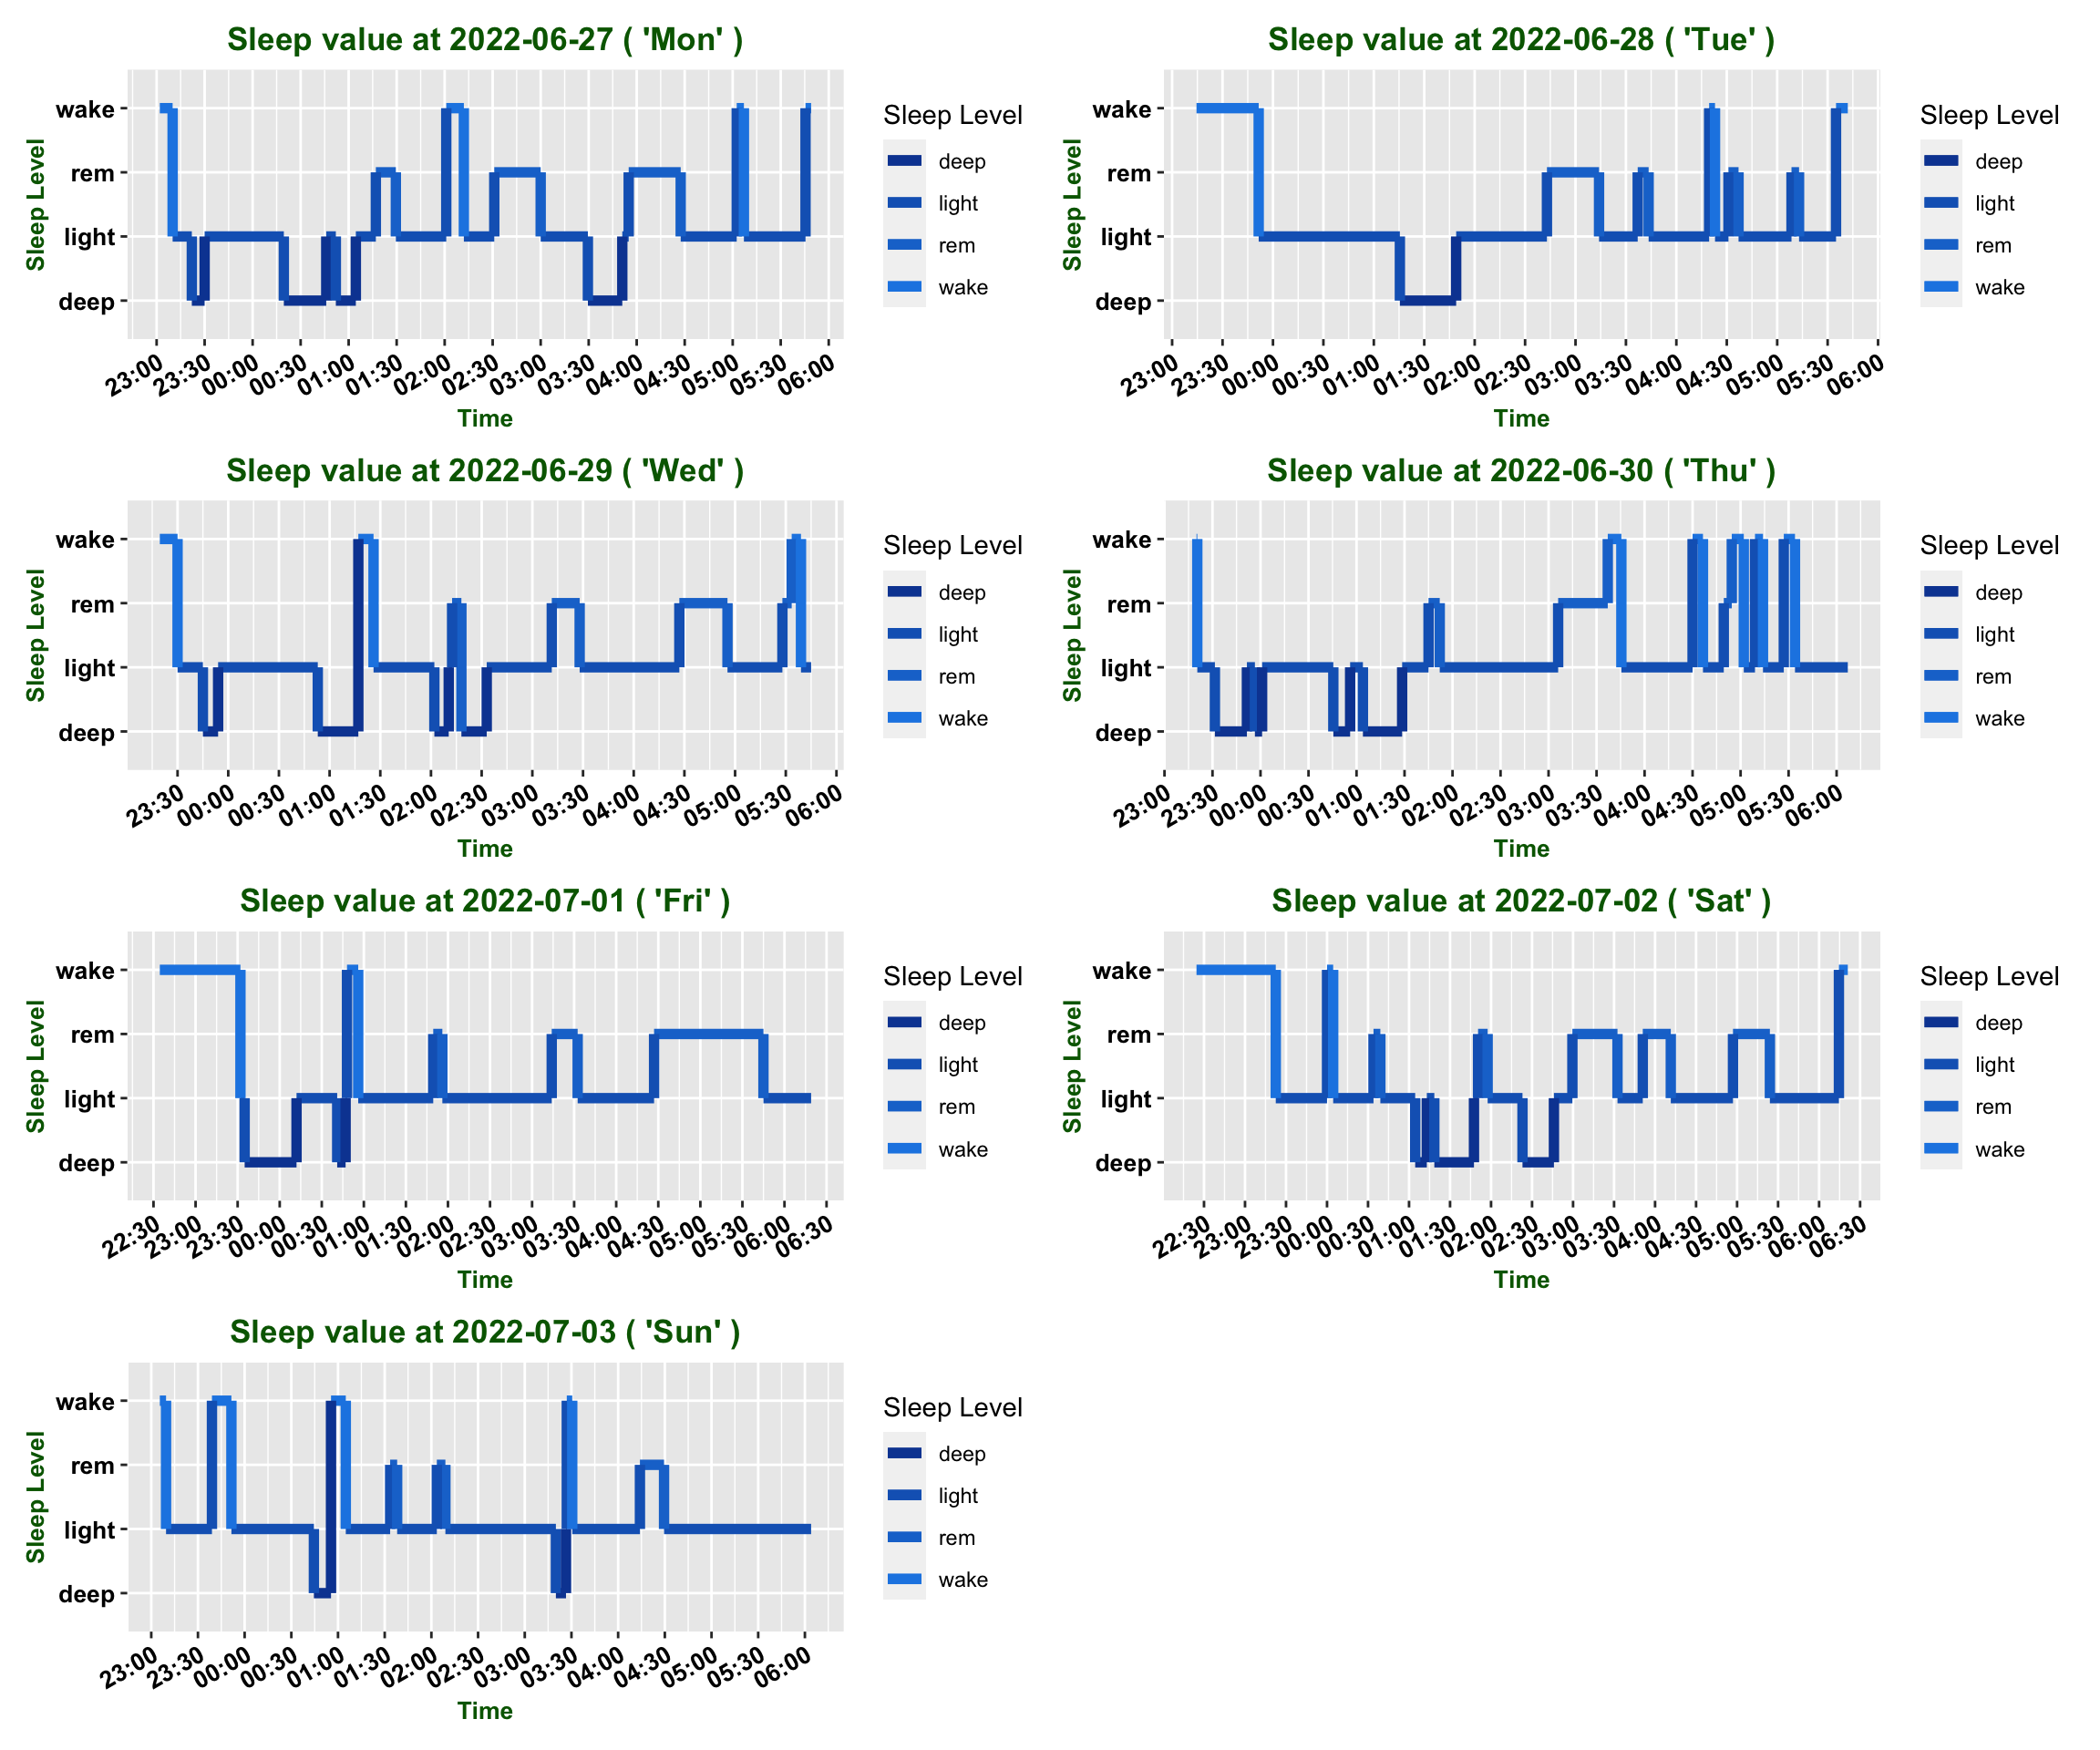 Sleep value at 2022-06-27 ( 'Mon' )
Sleep Level
wake
rem
light
deep
23:00 23:30 00:00 00:30 01:00 01:30 02:00 02:30 03:00 03:30 04:00 04:30 05:00 05:30 06:00
Time
Sleep Level
deep
light
rem
wake
Sleep value at 2022-06-28 ( 'Tue' )
Sleep Level
wake
rem
light
deep
23:00 23:30 00:00 00:30 01:00 01:30 02:00 02:30 03:00 03:30 04:00 04:30 05:00 05:30 06:00
Time
Sleep Level
deep
light
rem
wake
Sleep value at 2022-06-29 ( 'Wed' )
Sleep Level
wake
rem
light
deep
23:30 00:00 00:30 01:00 01:30 02:00 02:30 03:00 03:30 04:00 04:30 05:00 05:30 06:00
Time
Sleep Level
deep
light
rem
wake
Sleep value at 2022-06-30 ( 'Thu' )
Sleep Level
wake
rem
light
deep
23:00 23:30 00:00 00:30 01:00 01:30 02:00 02:30 03:00 03:30 04:00 04:30 05:00 05:30 06:00
Time
Sleep Level
deep
light
rem
wake
Sleep value at 2022-07-01 ( 'Fri' )
Sleep Level
wake
rem
light
deep
22:30 23:00 23:30 00:00 00:30 01:00 01:30 02:00 02:30 03:00 03:30 04:00 04:30 05:00 05:30 06:00 06:30
Time
Sleep Level
deep
light
rem
wake
Sleep value at 2022-07-02 ( 'Sat' )
Sleep Level
wake
rem
light
deep
22:30 23:00 23:30 00:00 00:30 01:00 01:30 02:00 02:30 03:00 03:30 04:00 04:30 05:00 05:30 06:00 06:30
Time
Sleep Level
deep
light
rem
wake
Sleep value at 2022-07-03 ( 'Sun' )
Sleep Level
wake
rem
light
deep
23:00 23:30 00:00 00:30 01:00 01:30 02:00 02:30 03:00 03:30 04:00 04:30 05:00 05:30 06:00
Time
Sleep Level
deep
light
rem
wake